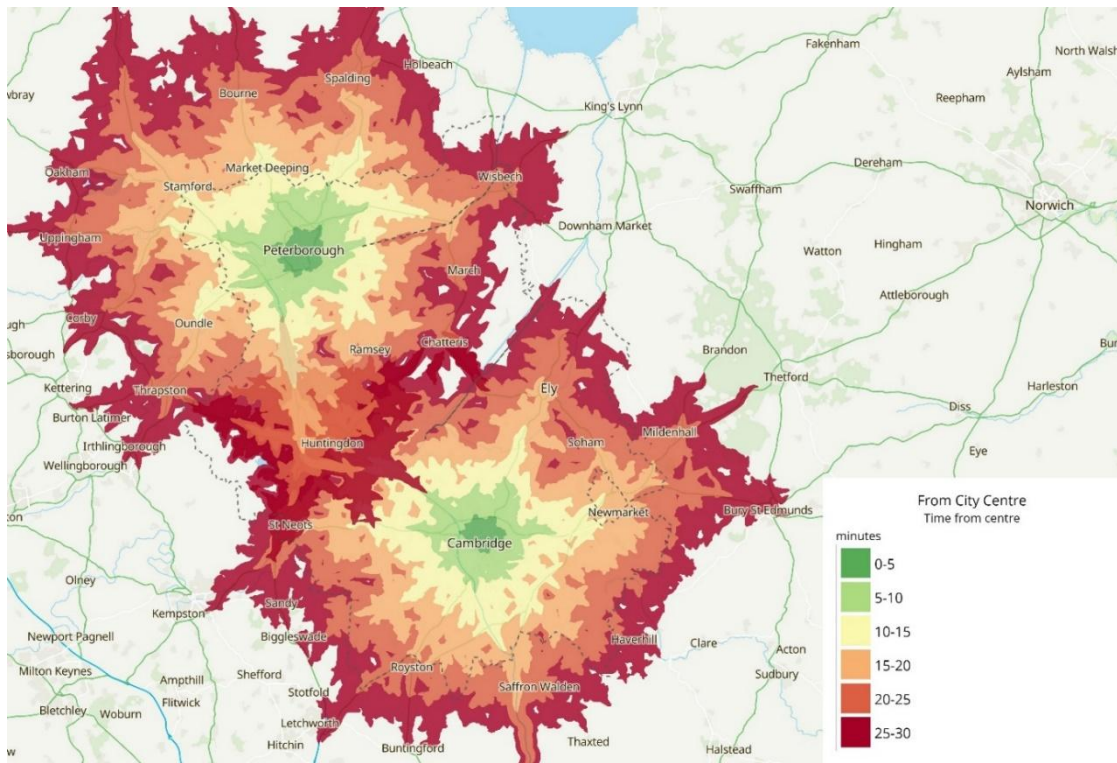 Fakenham
North Walsh
Holbeach
Aylsham
Spalding
wbray
Bourne
Reepham
King's Lynn
Market Deeping
Dereham
Oakham
Wisbech
Stamford
Swaffham
Norwich
Downham Market
Uppingham
Peterborough
Hingham
Watton
March
Attleborough
Corby
Oundle
ugh
Chatteris
Bu
Ramsey
Brandon
sborough
Thetford
Kettering
Thrapston
Ely
Harleston
Burton Latimer
Diss
Mildenhall
Huntingdon
Soham
Irthlingborough
Eye
Wellingborough
From City Centre
Time from centre
Newmarket
Bury St Edmunds
ton
St Neots
minutes
Cambridge
0-5
Olney
5-10
Sandy
Kempston
10-15
Newport Pagnell
Biggleswade
Haverhill
Clare
Acton
15-20
Royston
Milton Keynes
Shefford
Sudbury
Ampthill
Saffron Walden
20-25
Stotfold
Flitwick
Bletchley
Woburn
Letchworth
25-30
Hitchin
Thaxted
Buntingford
Halstead
w